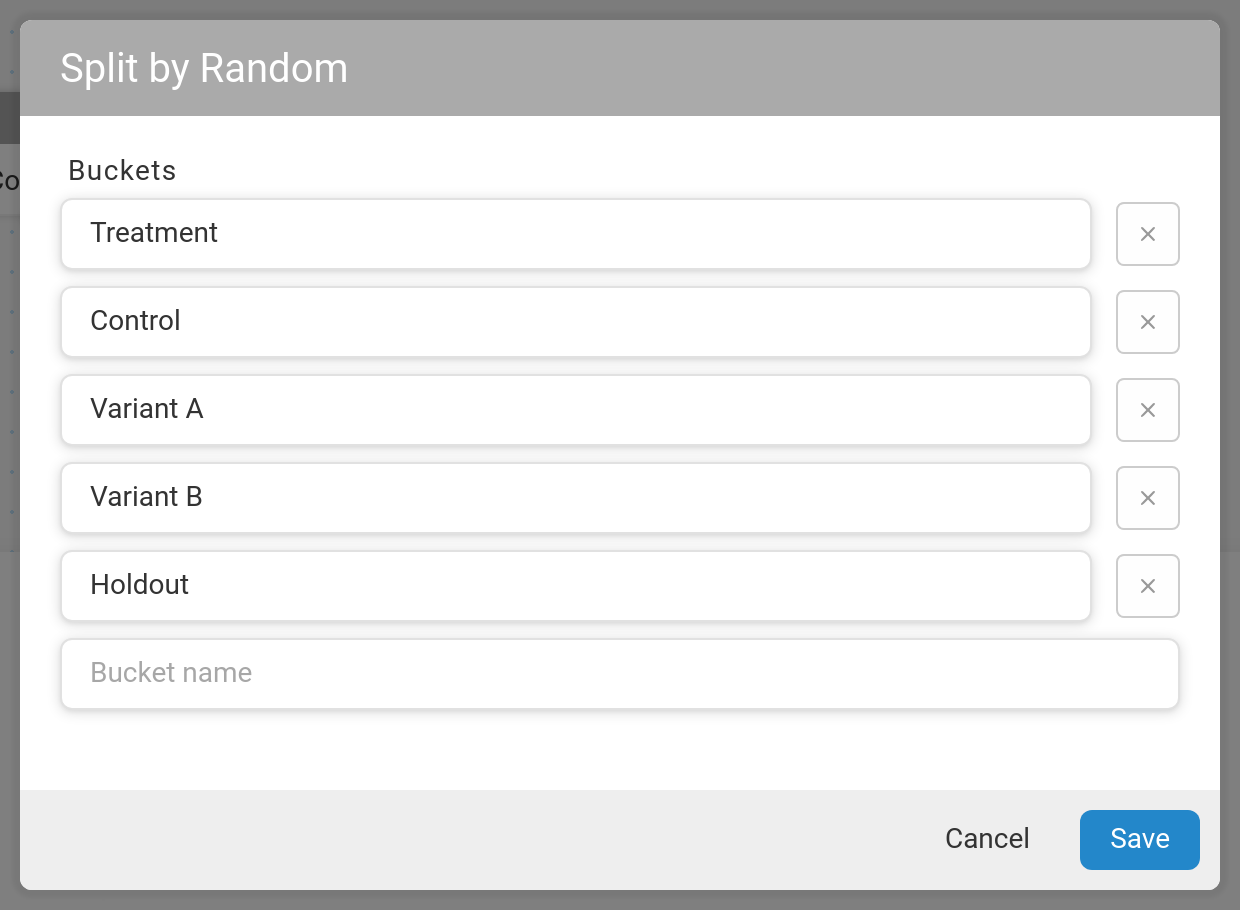 Split by Random
Buckets
Treatment
Control
Variant A
Variant B
Holdout
Bucket name
Cancel
Save